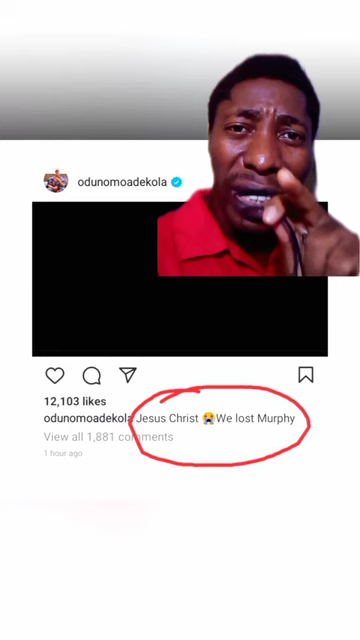 odunomoadekola
12,103 likes
odunomoadekola Jesus Christ 😭We lost Murphy
View all 1,881 comments
1 hour ago